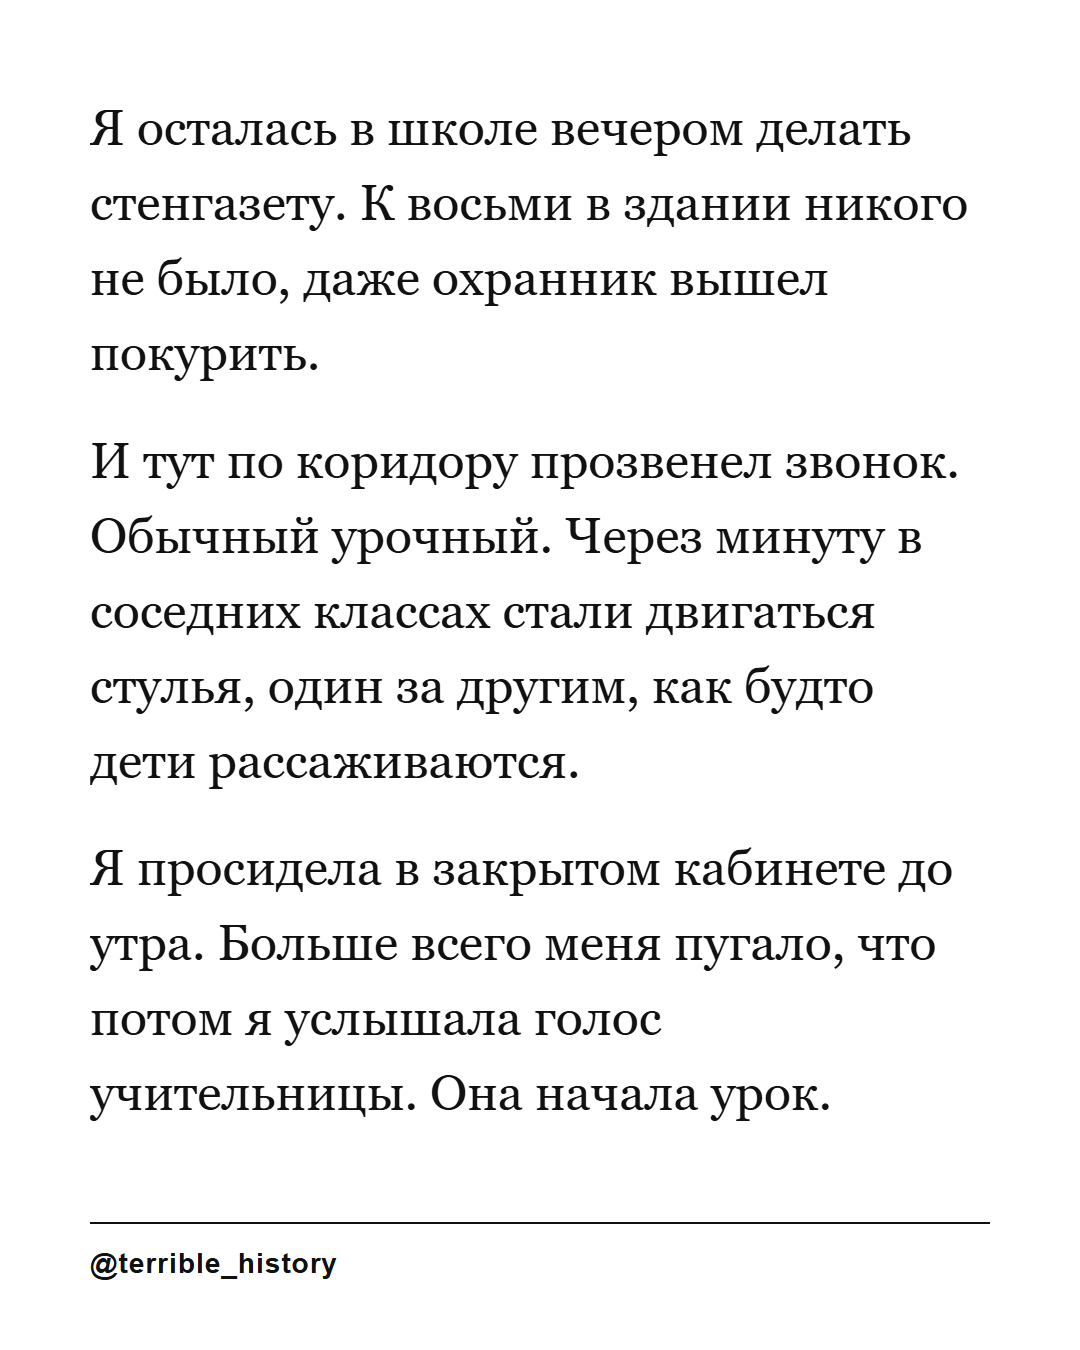 Я осталась в школе вечером делать
стенгазету. К восьми в здании никого
не было, даже охранник вышел
покурить.
И тут по коридору прозвенел звонок.
Обычный урочный. Через минуту в
соседних классах стали двигаться
стулья, один за другим, как будто
дети рассаживаются.
Я просидела в закрытом кабинете до
утра. Больше всего меня пугало, что
потом я услышала голос
учительницы. Она начала урок.
@terrible_history